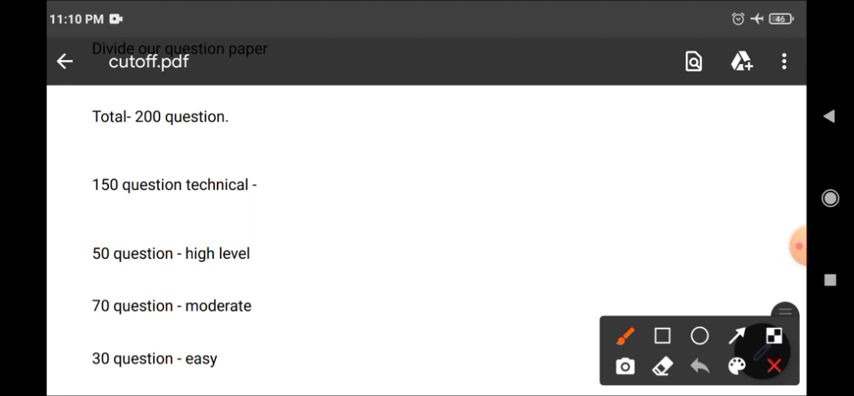 11:10 PM
46
Divide our question paper
cutoff.pdf
Total- 200 question.
150 question technical -
50 question - high level
70 question - moderate
30 question - easy